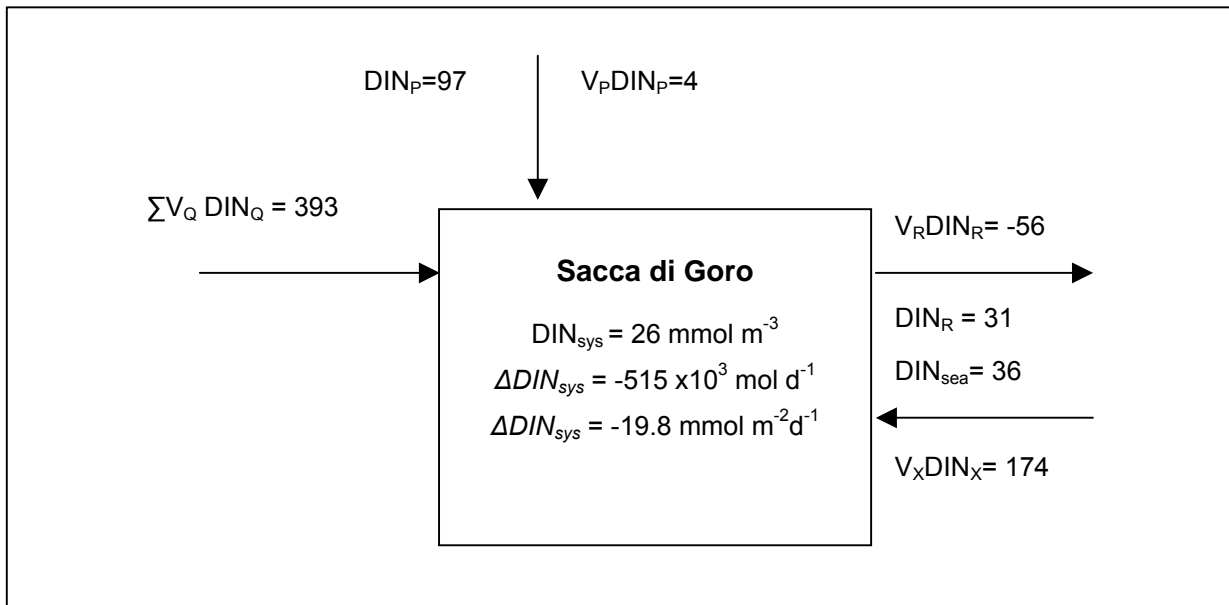 DIN_P=97 V_PDIN_P=4
∑V_Q DIN_Q = 393
Sacca di Goro
DIN_sys = 26 mmol m^-3
ΔDIN_sys = -515 x10^3 mol d^-1
ΔDIN_sys = -19.8 mmol m^-2d^-1
V_RDIN_R= -56
DIN_R = 31
DIN_sea= 36
V_XDIN_X= 174